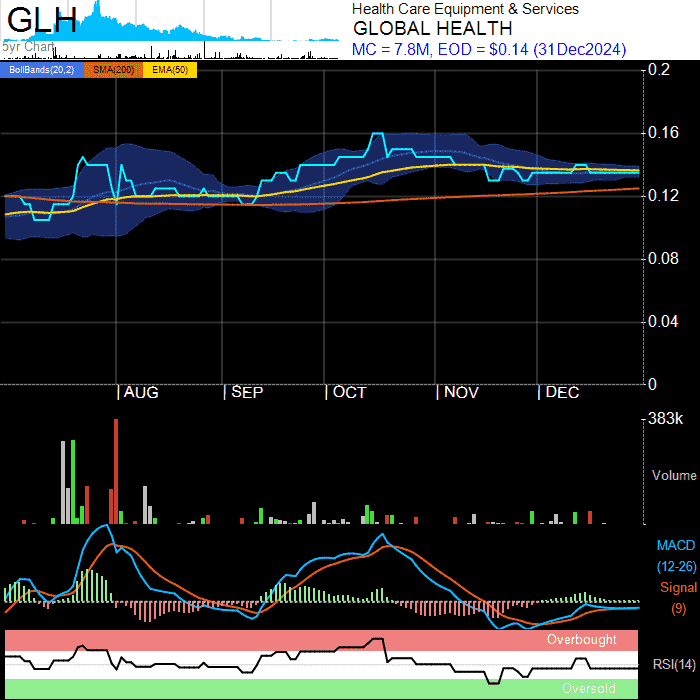 GLH
Health Care Equipment & Services
GLOBAL HEALTH
5yr Chart
MC = 7.8M, EOD = $0.14 (31Dec2024)
BollBands(20,2) SMA(200) EMA(50)
0.2
0.16
0.12
0.08
0.04
0
AUG SEP OCT NOV DEC
383k
Volume
MACD
(12-26)
Signal
(9)
Overbought
RSI(14)
Oversold